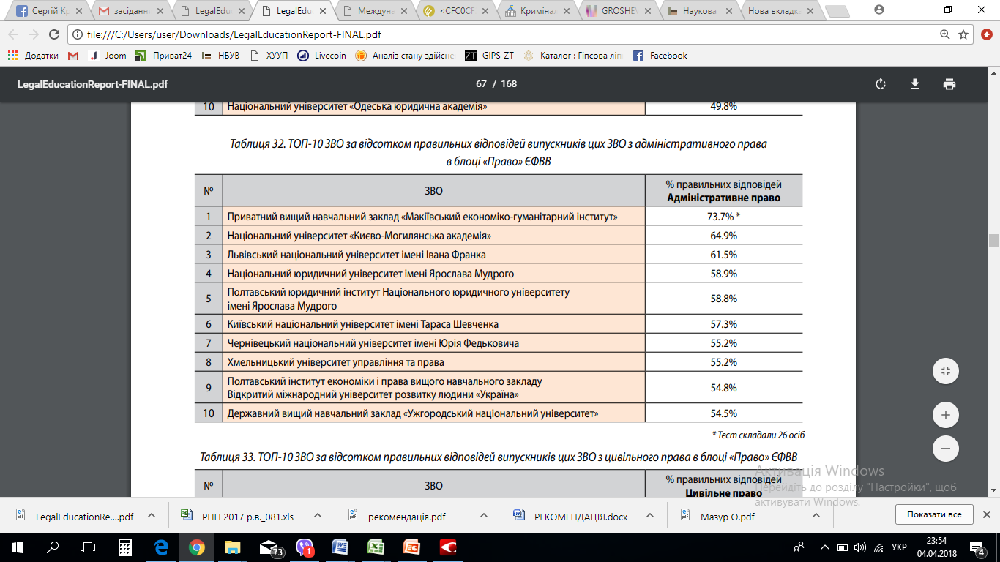 Сергій Кр
засідання
LegalEdu
LegalEdu
Междуна
<CFC0CF
Криміна
GROSHEV
Наукова
Нова вкладка
file:///C:/Users/user/Downloads/LegalEducationReport-FINAL.pdf
Додатки
Joom
Приват24
НБУВ
ХУУП
Livecoin
Аналіз стану здійсне
ZT GIPS-ZT
Каталог : Гіпсова ліп
Facebook
LegalEducationReport-FINAL.pdf
67 / 168
10 Національний університет «Одеська юридична академія» 49.8%
Таблиця 32. ТОП-10 ЗВО за відсотком правильних відповідей випускників цих ЗВО з адміністративного права
в блоці «Право» ЄФВВ
№ ЗВО % правильних відповідей
Адміністративне право
1 Приватний вищий навчальний заклад «Макіївський економіко-гуманітарний інститут» 73.7% *
2 Національний університет «Києво-Могилянська академія» 64.9%
3 Львівський національний університет імені Івана Франка 61.5%
4 Національний юридичний університет імені Ярослава Мудрого 58.9%
5 Полтавський юридичний інститут Національного юридичного університету
імені Ярослава Мудрого 58.8%
6 Київський національний університет імені Тараса Шевченка 57.3%
7 Чернівецький національний університет імені Юрія Федьковича 55.2%
8 Хмельницький університет управління та права 55.2%
9 Полтавський інститут економіки і права вищого навчального закладу
Відкритий міжнародний університет розвитку людини «Україна» 54.8%
10 Державний вищий навчальний заклад «Ужгородський національний університет» 54.5%
* Тест складали 26 осіб
Таблиця 33. ТОП-10 ЗВО за відсотком правильних відповідей випускників цих ЗВО з цивільного права в блоці «Право» ЄФВВ
№ ЗВО % правильних відповідей
Цивільне право
Активація Windows
Перейдіть до розділу "Настройки", щоб
активувати Windows.
LegalEducationRe....pdf
РНП 2017 р.в._081.xls
рекомендація.pdf
РЕКОМЕНДАЦІЯ.docx
Мазур О.pdf
Показати все
73
1
УКР
23:54
04.04.2018
4